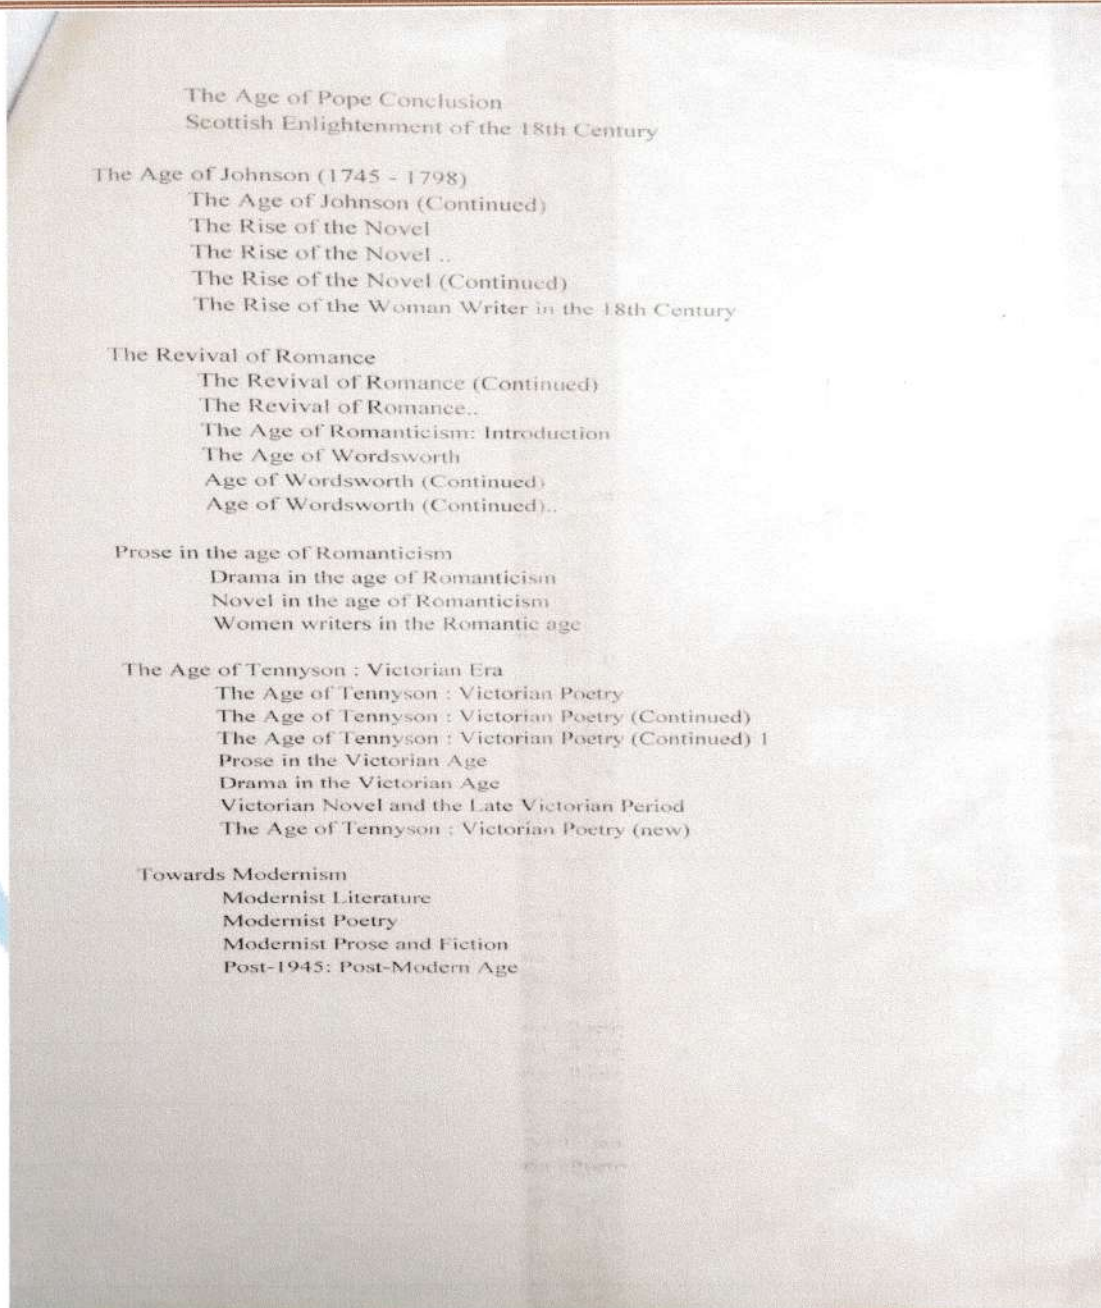 The Age of Pope Conclusion
Scottish Enlightenment of the 18th Century
The Age of Johnson (1745 - 1798)
The Age of Johnson (Continued)
The Rise of the Novel
The Rise of the Novel ..
The Rise of the Novel (Continued)
The Rise of the Woman Writer in the 18th Century
The Revival of Romance
The Revival of Romance (Continued)
The Revival of Romance..
The Age of Romanticism: Introduction
The Age of Wordsworth
Age of Wordsworth (Continued)
Age of Wordsworth (Continued)..
Prose in the age of Romanticism
Drama in the age of Romanticism
Novel in the age of Romanticism
Women writers in the Romantic age
The Age of Tennyson : Victorian Era
The Age of Tennyson : Victorian Poetry
The Age of Tennyson : Victorian Poetry (Continued)
The Age of Tennyson : Victorian Poetry (Continued) 1
Prose in the Victorian Age
Drama in the Victorian Age
Victorian Novel and the Late Victorian Period
The Age of Tennyson : Victorian Poetry (new)
Towards Modernism
Modernist Literature
Modernist Poetry
Modernist Prose and Fiction
Post-1945: Post-Modern Age